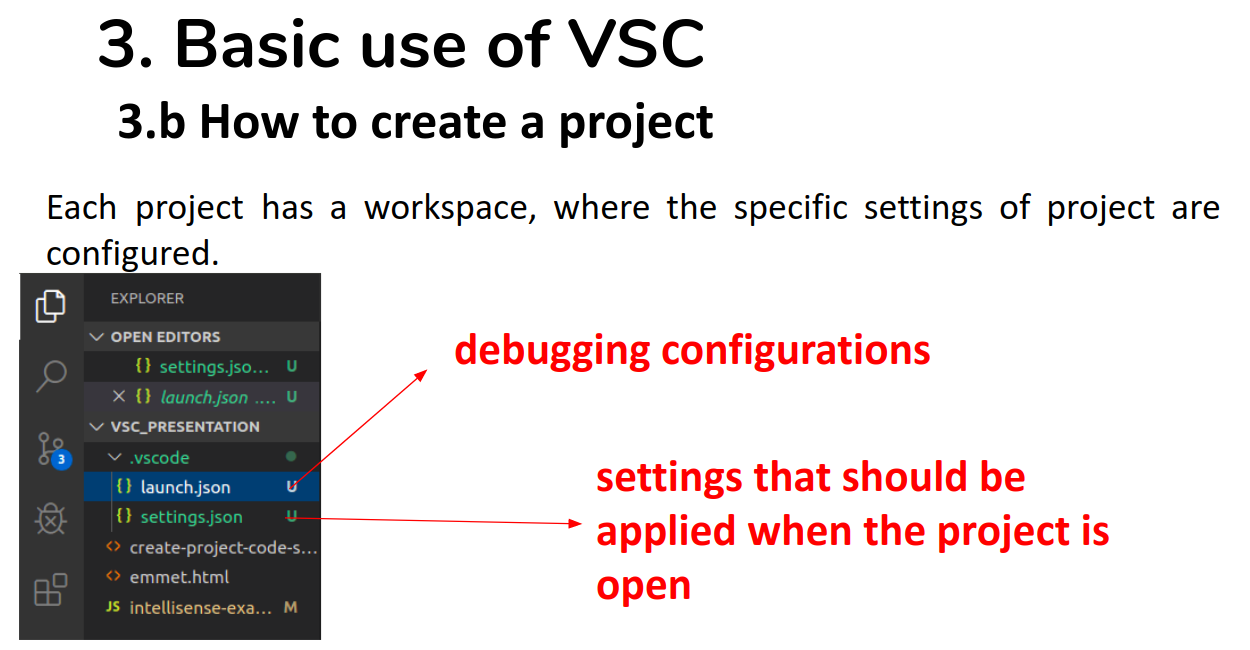 3. Basic use of VSC
3.b How to create a project
Each project has a workspace, where the specific settings of project are
configured.
EXPLORER
OPEN EDITORS
{} settings.jso... U
{} launch.json .... U
VSC_PRESENTATION
.vscode
{} launch.json U
{} settings.json U
<> create-project-code-s...
<> emmet.html
JS intellisense-exa... M
3
debugging configurations
settings that should be
applied when the project is
open